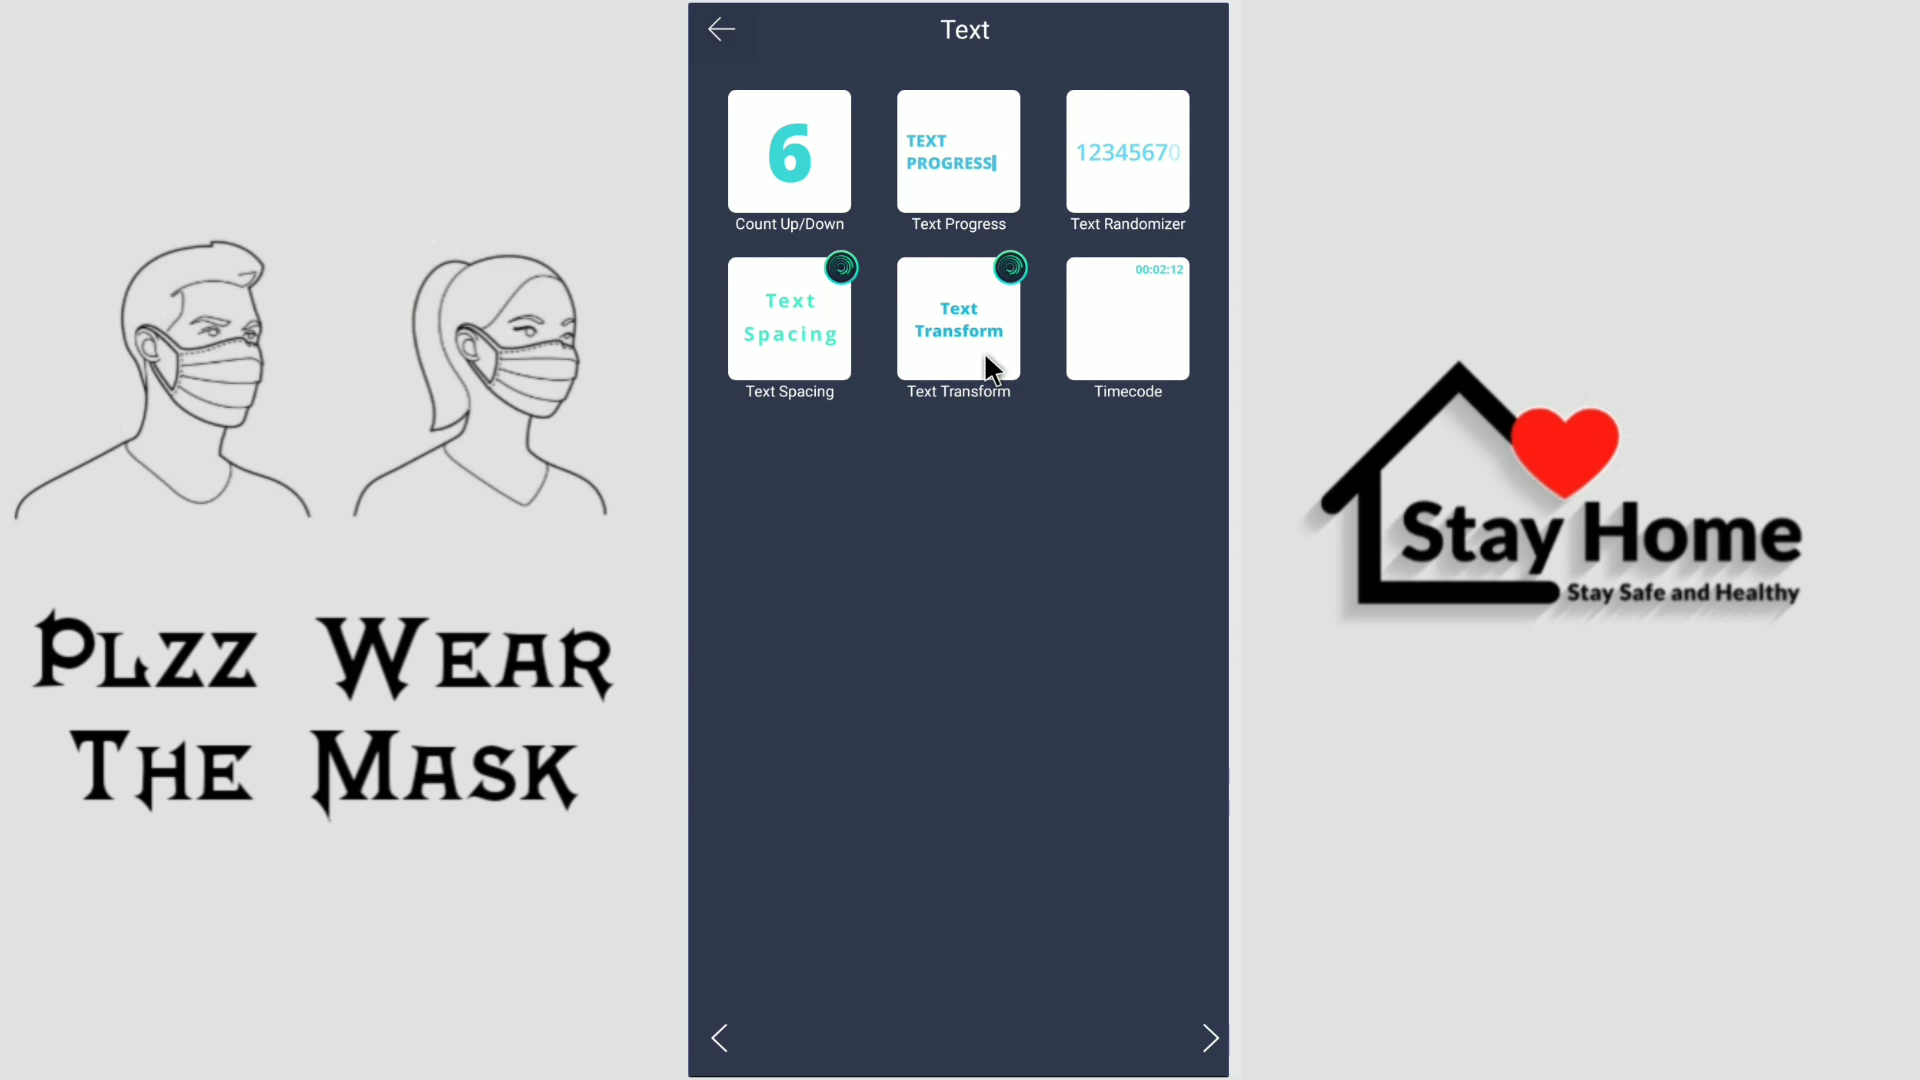 Text
6
TEXT
PROGRESS
12345670
Count Up/Down
Text Progress
Text Randomizer
Text
Spacing
Text
Transform
00:02:12
Text Spacing
Text Transform
Timecode
PLZZ WEAR
THE MASK
Stay Home
Stay Safe and Healthy